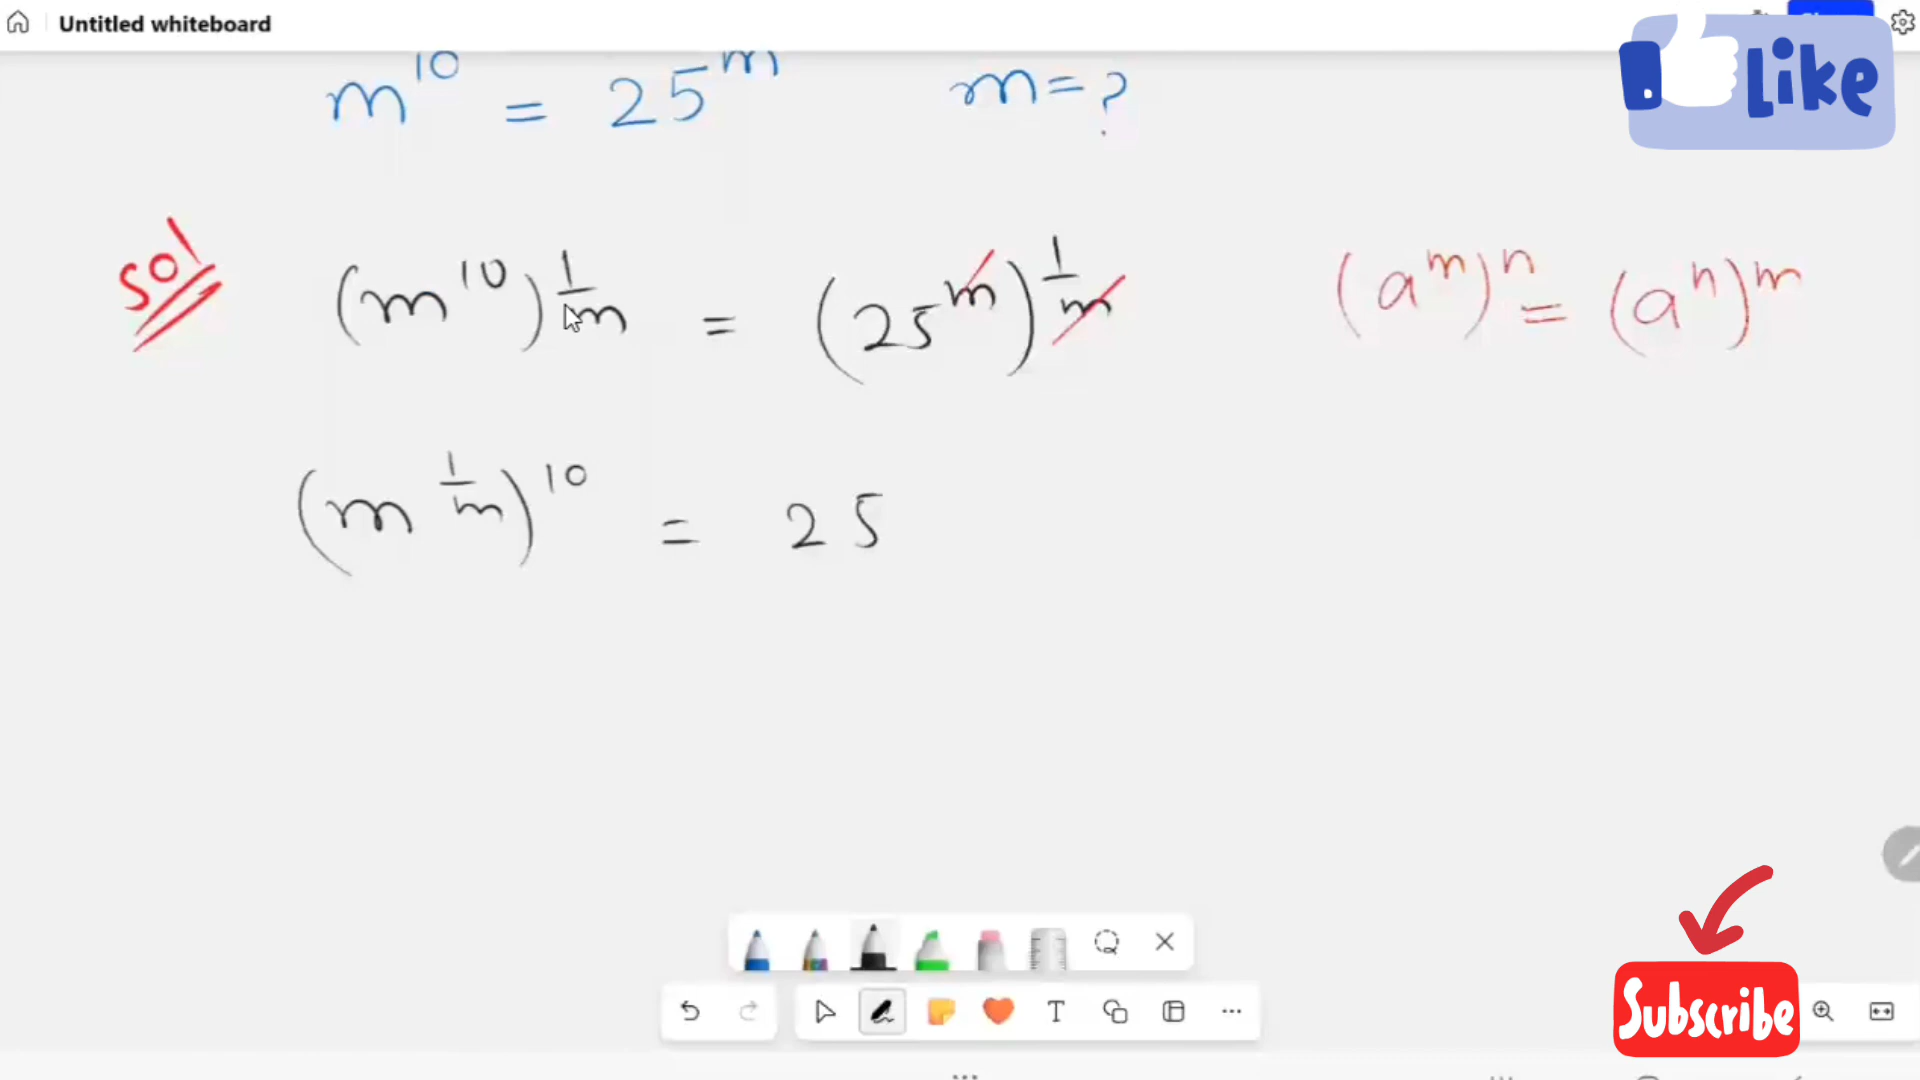 Untitled whiteboard
m^10 = 25^m m = ?
Like
sol
(m^10)^1/m = (25^m)^1/m (a^m)^n = (a^n)^m
(m^1/m)^10 = 25
T
Subscribe